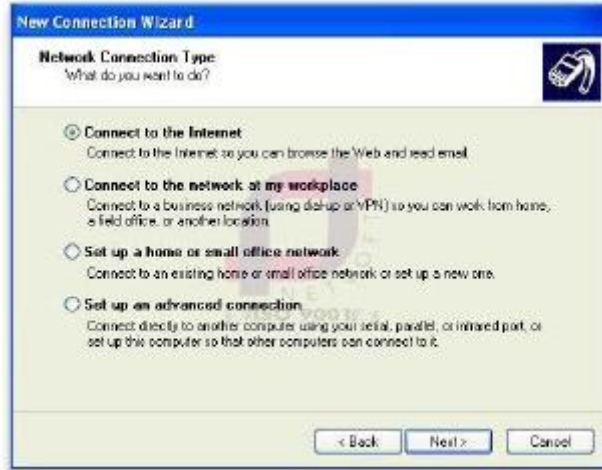 New Connection Wizard
Network Connection Type
What do you want to do?
Connect to the Internet
Connect to the Internet so you can browse the Web and read email.
Connect to the network at my workplace
Connect to a business network (using dial-up or VPN) so you can work from home,
a field office, or another location.
Set up a home or small office network
Connect to an existing home or small office network or set up a new one.
Set up an advanced connection
Connect directly to another computer using your serial, parallel, or infrared port, or
set up this computer so that other computers can connect to it.
< Back
Next >
Cancel